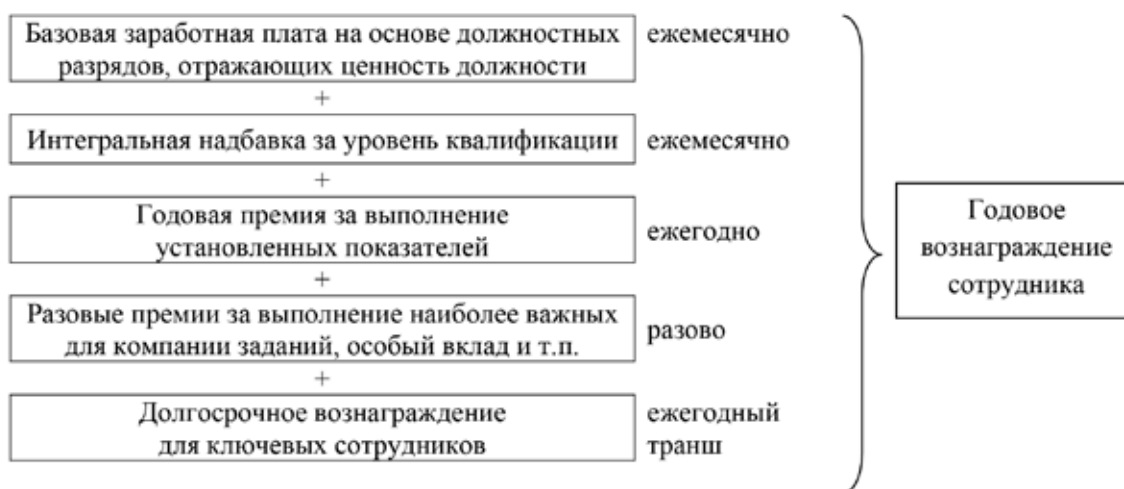 Базовая заработная плата на основе должностных
разрядов, отражающих ценность должности
ежемесячно
+
Интегральная надбавка за уровень квалификации
ежемесячно
+
Годовая премия за выполнение
установленных показателей
ежегодно
+
Разовые премии за выполнение наиболее важных
для компании заданий, особый вклад и т.п.
разово
+
Долгосрочное вознаграждение
для ключевых сотрудников
ежегодный
транш
Годовое
вознаграждение
сотрудника